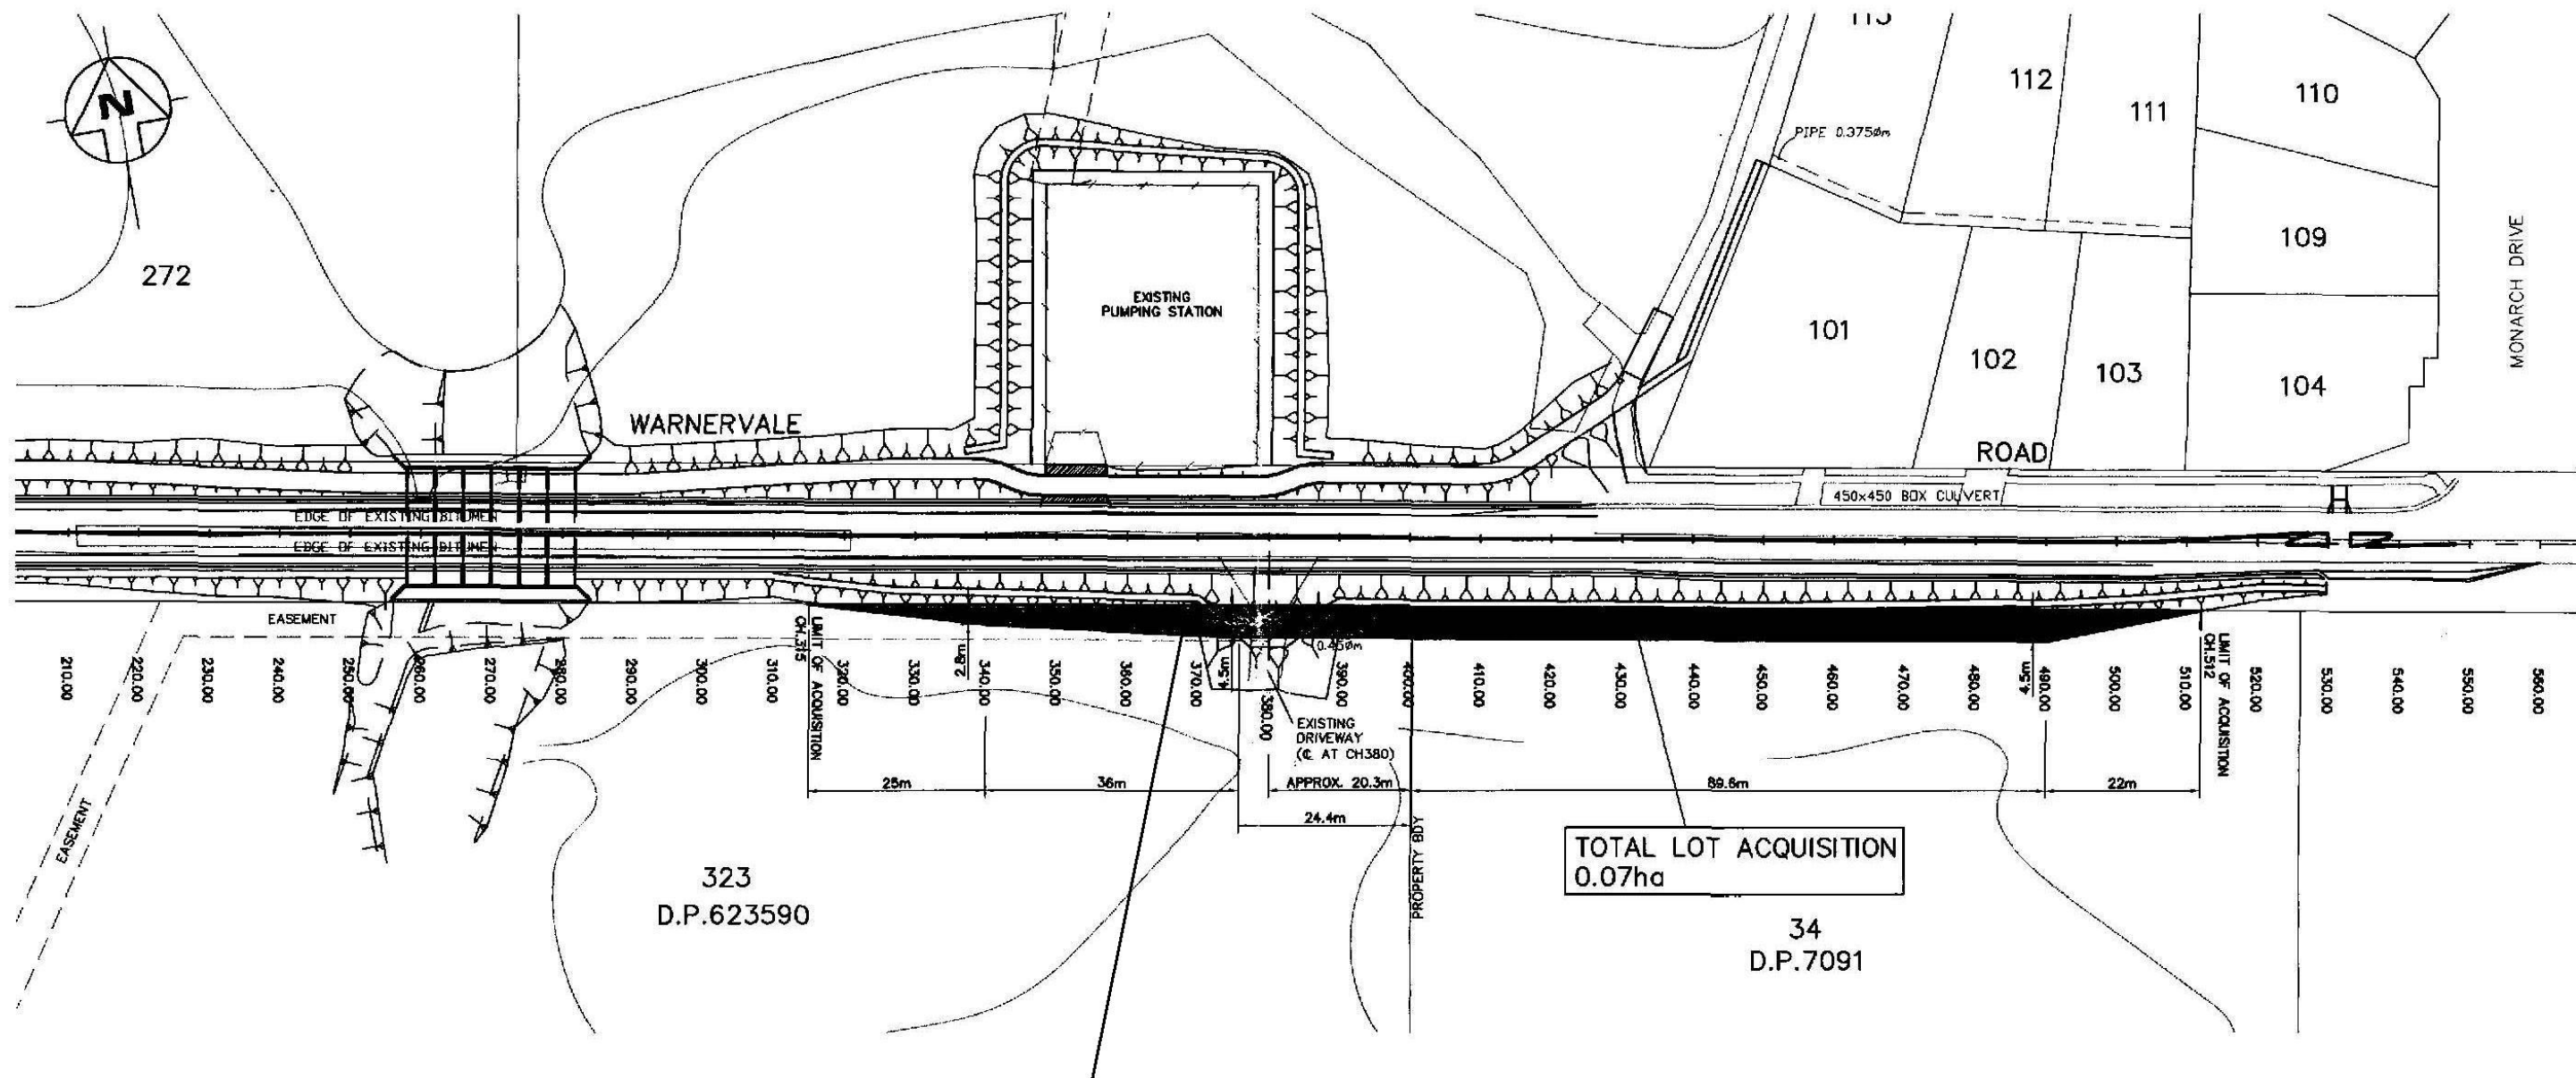 113
112
111
110
N
PIPE 0.375ømm
109
272
EXISTING
PUMPING STATION
MONARCH DRIVE
101
102
103
104
WARNERVALE
ROAD
450x450 BOX CULVERT
EDGE OF EXISTING BITUMEN
EDGE OF EXISTING BITUMEN
EASEMENT
0.450øm
210.00
220.00
230.00
240.00
250.00
260.00
270.00
280.00
290.00
300.00
310.00
LIMIT OF ACQUISITION
CH.315
320.00
330.00
2.8m
340.00
350.00
360.00
370.00
4.5m
380.00
390.00
400.00
410.00
420.00
430.00
440.00
450.00
460.00
470.00
480.00
4.5m
490.00
500.00
510.00
LIMIT OF ACQUISITION
CH.512
520.00
530.00
540.00
550.00
560.00
EXISTING
DRIVEWAY
(℄ AT CH380)
25m
36m
APPROX. 20.3m
89.6m
22m
24.4m
EASEMENT
PROPERTY BDY
TOTAL LOT ACQUISITION
0.07ha
323
D.P.623590
34
D.P.7091